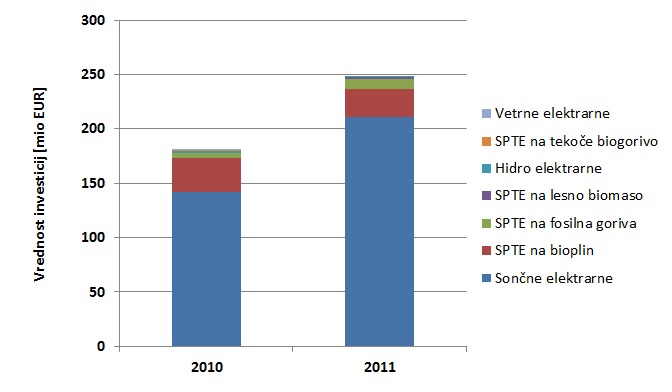 Vrednost investicij [mio EUR]
300
250
200
150
100
50
0
2010
2011
Vetrne elektrarne
SPTE na tekoče biogorivo
Hidro elektrarne
SPTE na lesno biomaso
SPTE na fosilna goriva
SPTE na bioplin
Sončne elektrarne